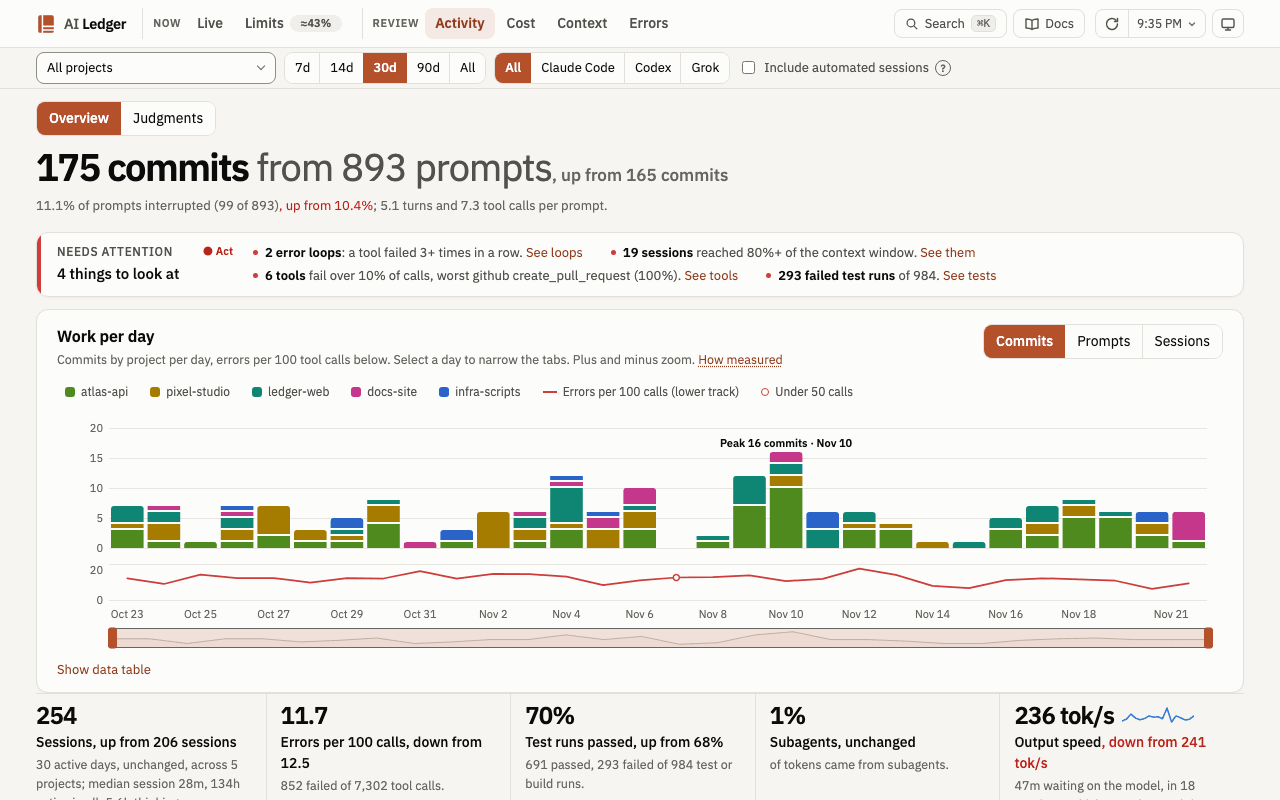 AI Ledger NOW Live Limits ≈43% REVIEW Activity Cost Context Errors Search ⌘K Docs 9:35 PM
All projects 7d 14d 30d 90d All All Claude Code Codex Grok Include automated sessions ?
Overview Judgments
175 commits from 893 prompts, up from 165 commits
11.1% of prompts interrupted (99 of 893), up from 10.4%; 5.1 turns and 7.3 tool calls per prompt.
NEEDS ATTENTION Act 2 error loops: a tool failed 3+ times in a row. See loops 19 sessions reached 80%+ of the context window. See them
4 things to look at 6 tools fail over 10% of calls, worst github create_pull_request (100%). See tools 293 failed test runs of 984. See tests
Work per day Commits Prompts Sessions
Commits by project per day, errors per 100 tool calls below. Select a day to narrow the tabs. Plus and minus zoom. How measured
atlas-api pixel-studio ledger-web docs-site infra-scripts Errors per 100 calls (lower track) Under 50 calls
20
Peak 16 commits · Nov 10
15
10
5
0
20
0
Oct 23 Oct 25 Oct 27 Oct 29 Oct 31 Nov 2 Nov 4 Nov 6 Nov 8 Nov 10 Nov 12 Nov 14 Nov 16 Nov 18 Nov 21
Show data table
254 11.7 70% 1% 236 tok/s
Sessions, up from 206 sessions Errors per 100 calls, down from Test runs passed, up from 68% Subagents, unchanged Output speed, down from 241
12.5 tok/s
30 active days, unchanged, across 5 691 passed, 293 failed of 984 test or of tokens came from subagents.
projects; median session 28m, 134h 852 failed of 7,302 tool calls. build runs. 47m waiting on the model, in 18